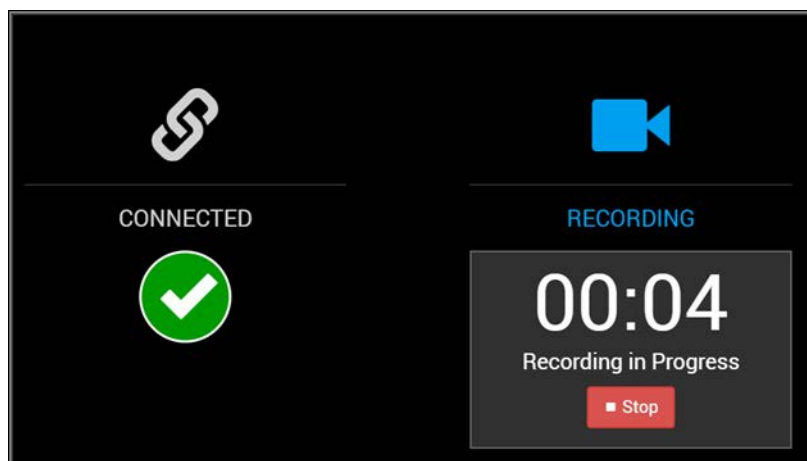 CONNECTED
RECORDING
00:04
Recording in Progress
Stop